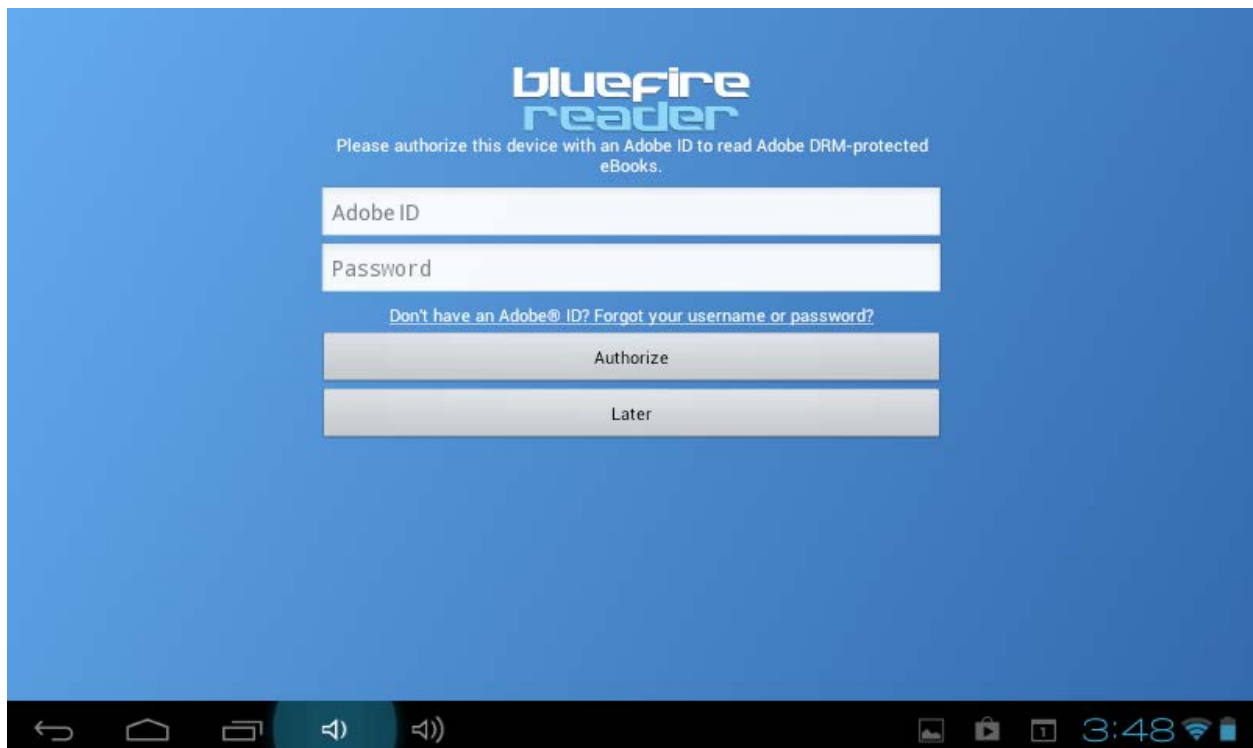 bluefire
reader
Please authorize this device with an Adobe ID to read Adobe DRM-protected
eBooks.
Adobe ID
Password
Don't have an Adobe® ID? Forgot your username or password?
Authorize
Later
1
3:48